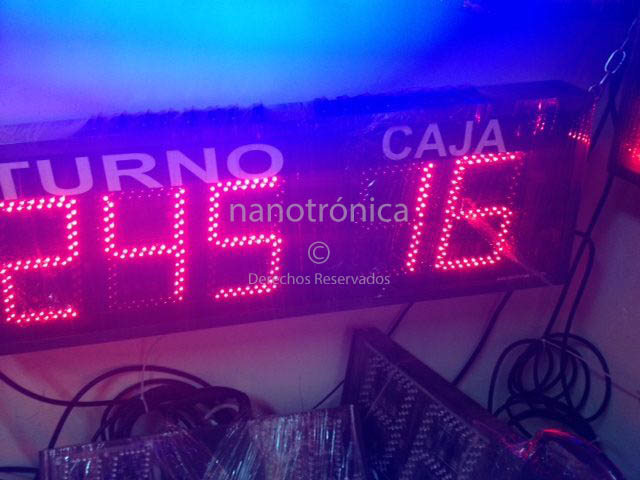 TURNO CAJA
245 16
nanotrónica
©
Derechos Reservados